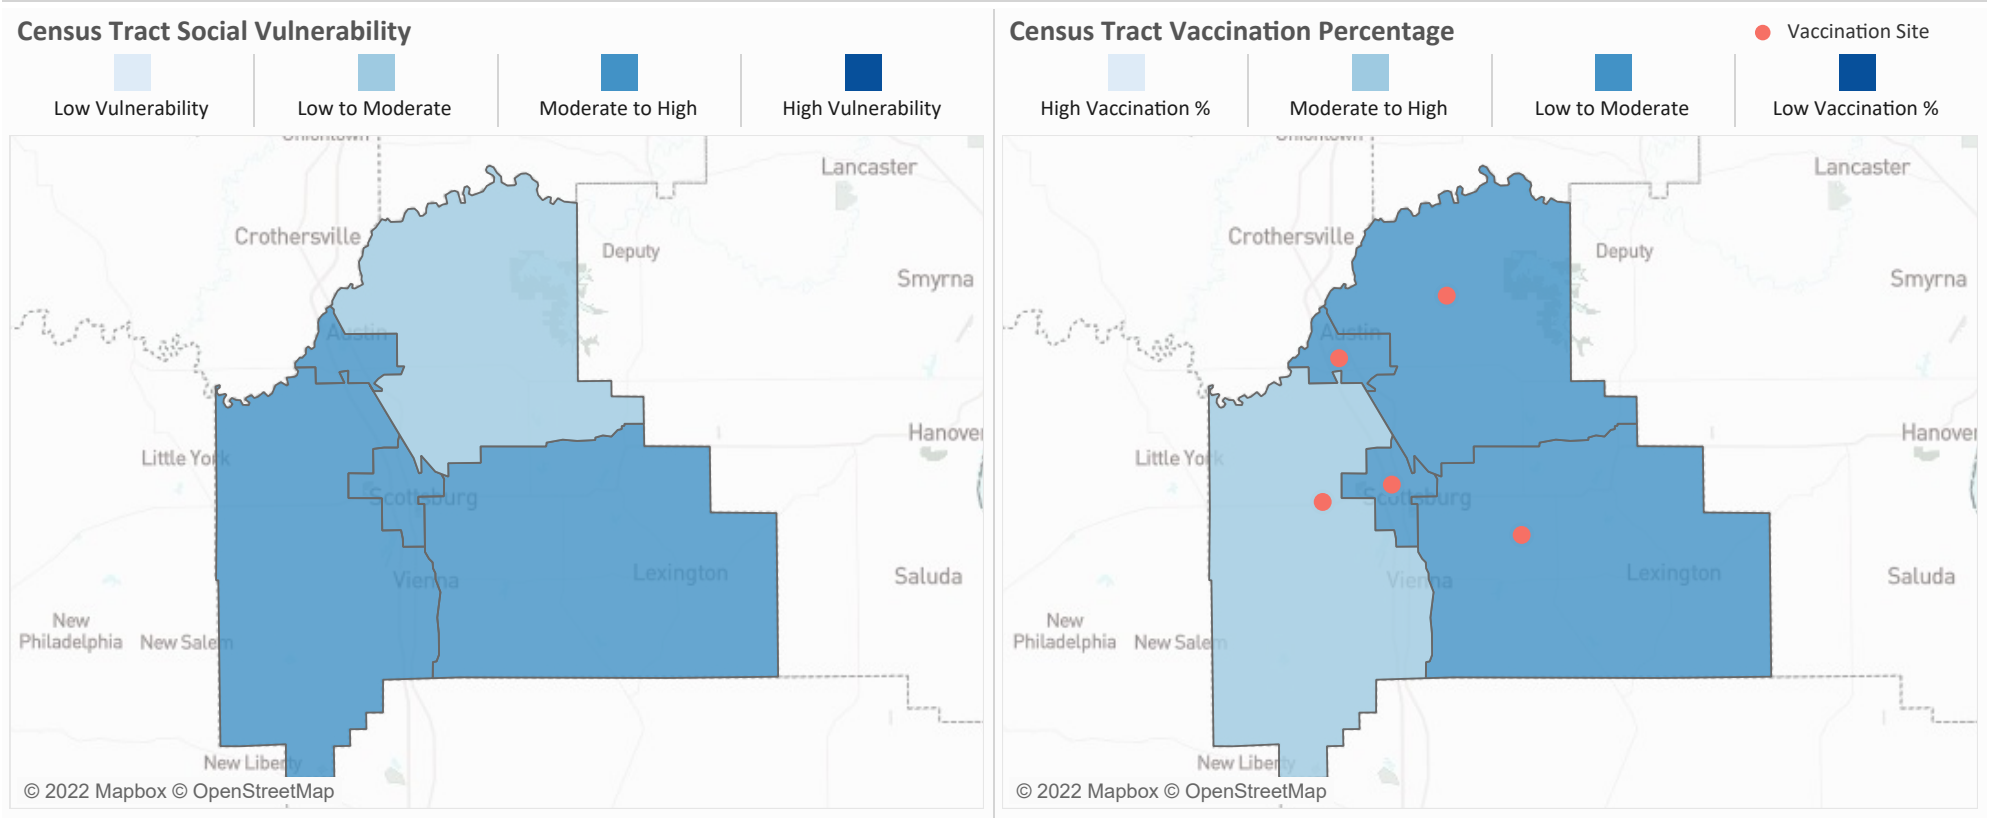 Census Tract Social Vulnerability
Low Vulnerability
Low to Moderate
Moderate to High
High Vulnerability
Uniontown
Lancaster
Crothersville
Deputy
Smyrna
Austin
Hanover
Little York
Scottsburg
Vienna
Lexington
Saluda
New
Philadelphia
New Salem
New Liberty
© 2022 Mapbox © OpenStreetMap
Census Tract Vaccination Percentage
Vaccination Site
High Vaccination %
Moderate to High
Low to Moderate
Low Vaccination %
Uniontown
Lancaster
Crothersville
Deputy
Smyrna
Austin
Hanover
Little York
Scottsburg
Vienna
Lexington
Saluda
New
Philadelphia
New Salem
New Liberty
© 2022 Mapbox © OpenStreetMap